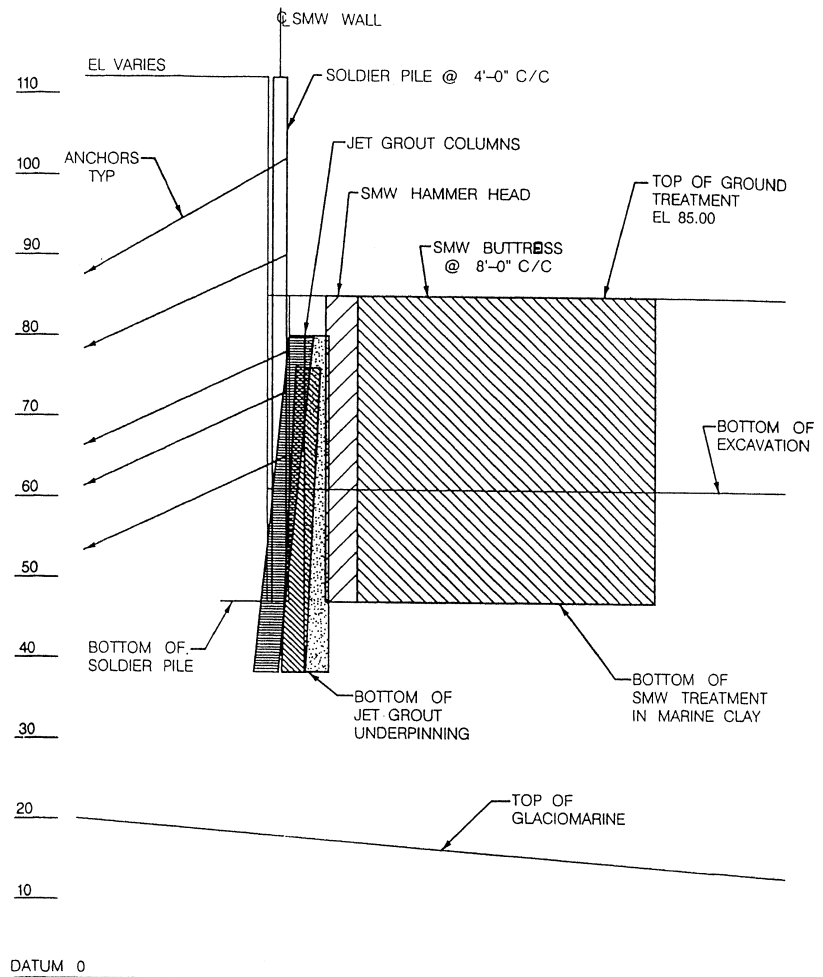 ℄ SMW WALL
EL VARIES
SOLDIER PILE @ 4'-0" C/C
110
JET GROUT COLUMNS
ANCHORS
TYP
100
SMW HAMMER HEAD
TOP OF GROUND
TREATMENT
EL 85.00
90
SMW BUTTRESS
@ 8'-0" C/C
80
70
BOTTOM OF
EXCAVATION
60
50
BOTTOM OF.
SOLDIER PILE
40
BOTTOM OF
JET GROUT
UNDERPINNING
BOTTOM OF
SMW TREATMENT
IN MARINE CLAY
30
20
TOP OF
GLACIOMARINE
10
DATUM 0